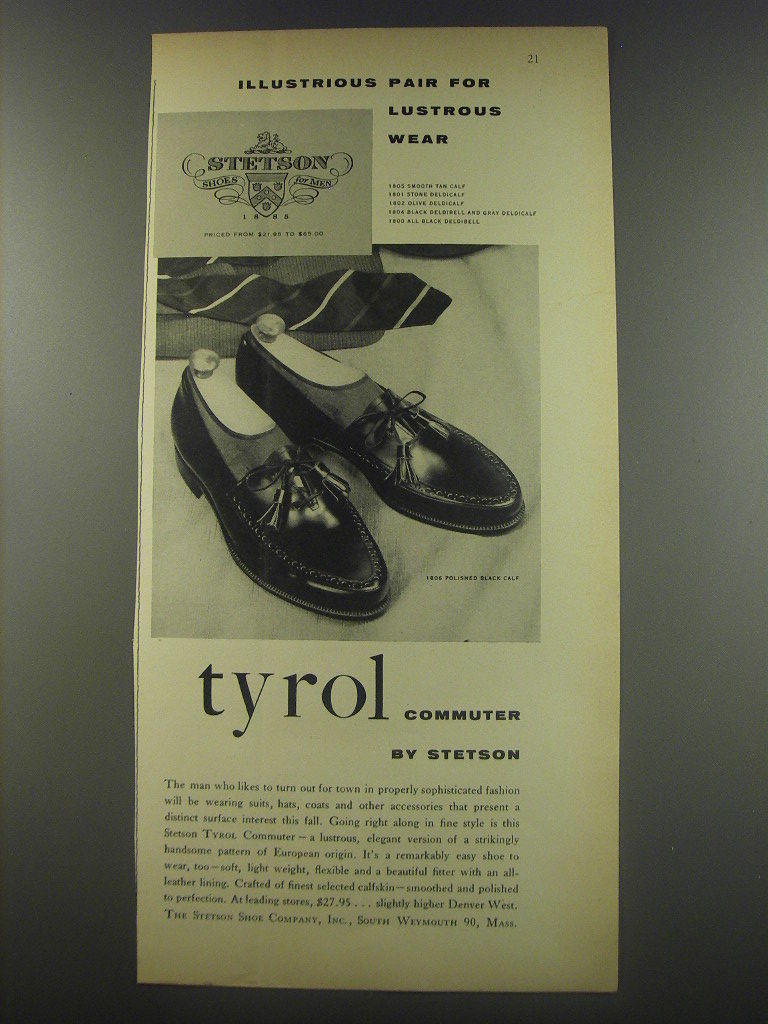 21
ILLUSTRIOUS PAIR FOR
LUSTROUS
WEAR
STETSON
SHOES for MEN
1885
PRICED FROM $21.95 TO $65.00
1805 SMOOTH TAN CALF
1801 STONE DELDICALF
1802 OLIVE DELDICALF
1804 BLACK DELDIBELL AND GRAY DELDICALF
1800 ALL BLACK DELDIBELL
1806 POLISHED BLACK CALF
tyrol COMMUTER
BY STETSON
The man who likes to turn out for town in properly sophisticated fashion
will be wearing suits, hats, coats and other accessories that present a
distinct surface interest this fall. Going right along in fine style is this
Stetson TYROL Commuter—a lustrous, elegant version of a strikingly
handsome pattern of European origin. It's a remarkably easy shoe to
wear, too—soft, light weight, flexible and a beautiful fitter with an all-
leather lining. Crafted of finest selected calfskin—smoothed and polished
to perfection. At leading stores, $27.95 . . . slightly higher Denver West.
THE STETSON SHOE COMPANY, INC., SOUTH WEYMOUTH 90, MASS.